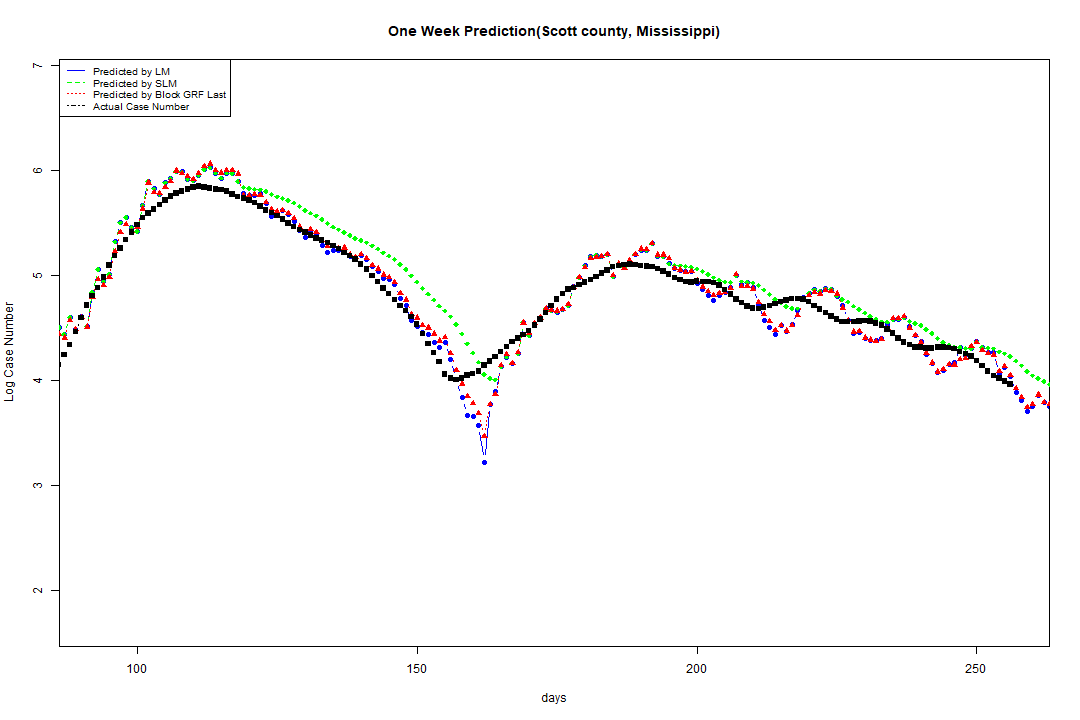 One Week Prediction(Scott county, Mississippi)
Predicted by LM
Predicted by SLM
Predicted by Block GRF Last
Actual Case Number
7
6
5
4
3
2
Log Case Number
100 150 200 250
days